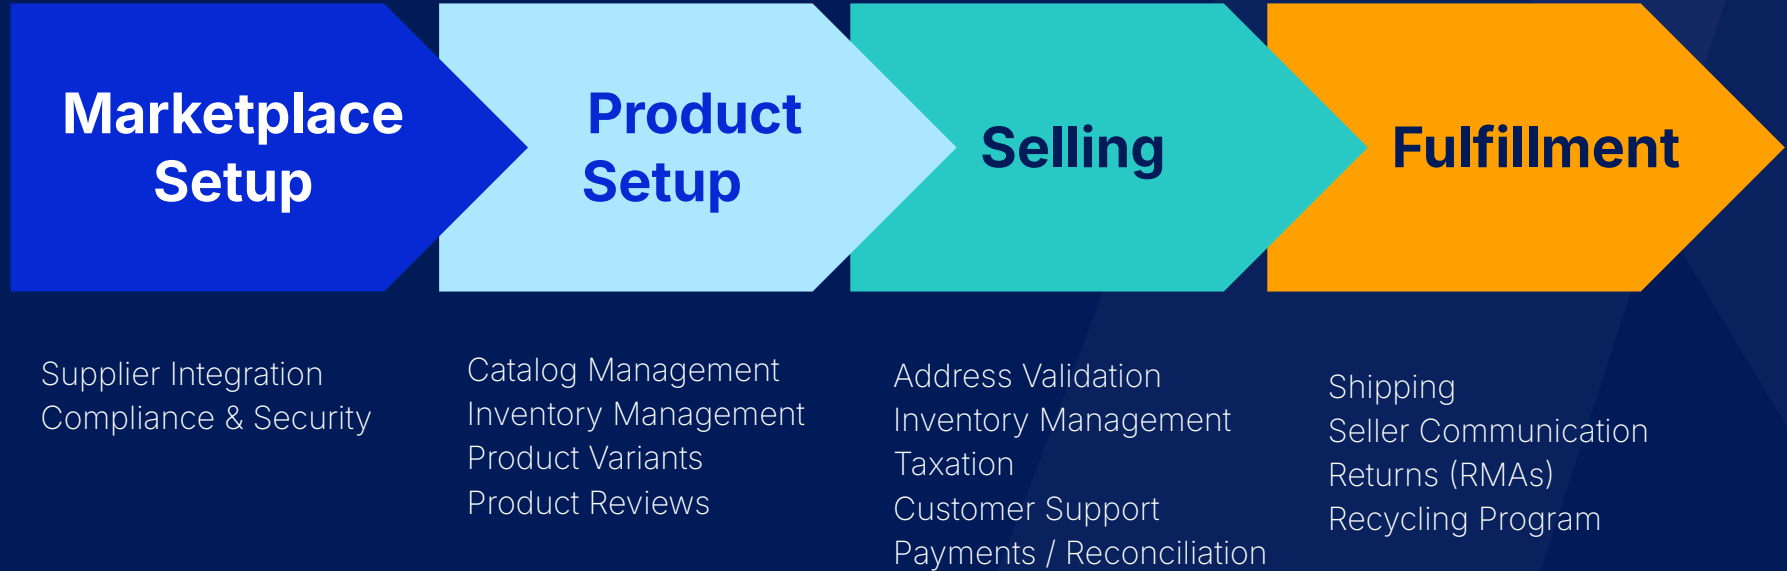 Marketplace
Setup
Product
Setup
Selling
Fulfillment
Supplier Integration
Compliance & Security
Catalog Management
Inventory Management
Product Variants
Product Reviews
Address Validation
Inventory Management
Taxation
Customer Support
Payments / Reconciliation
Shipping
Seller Communication
Returns (RMAs)
Recycling Program